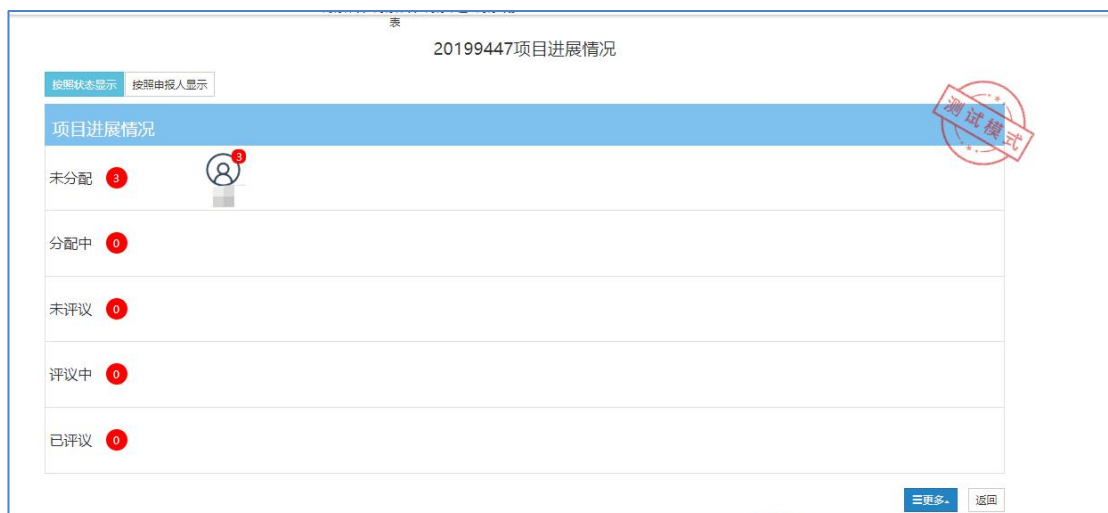 表
20199447项目进展情况
按照状态显示 按照申报人显示
项目进展情况
测试模式
未分配 3 3
分配中 0
未评议 0
评议中 0
已评议 0
更多 返回